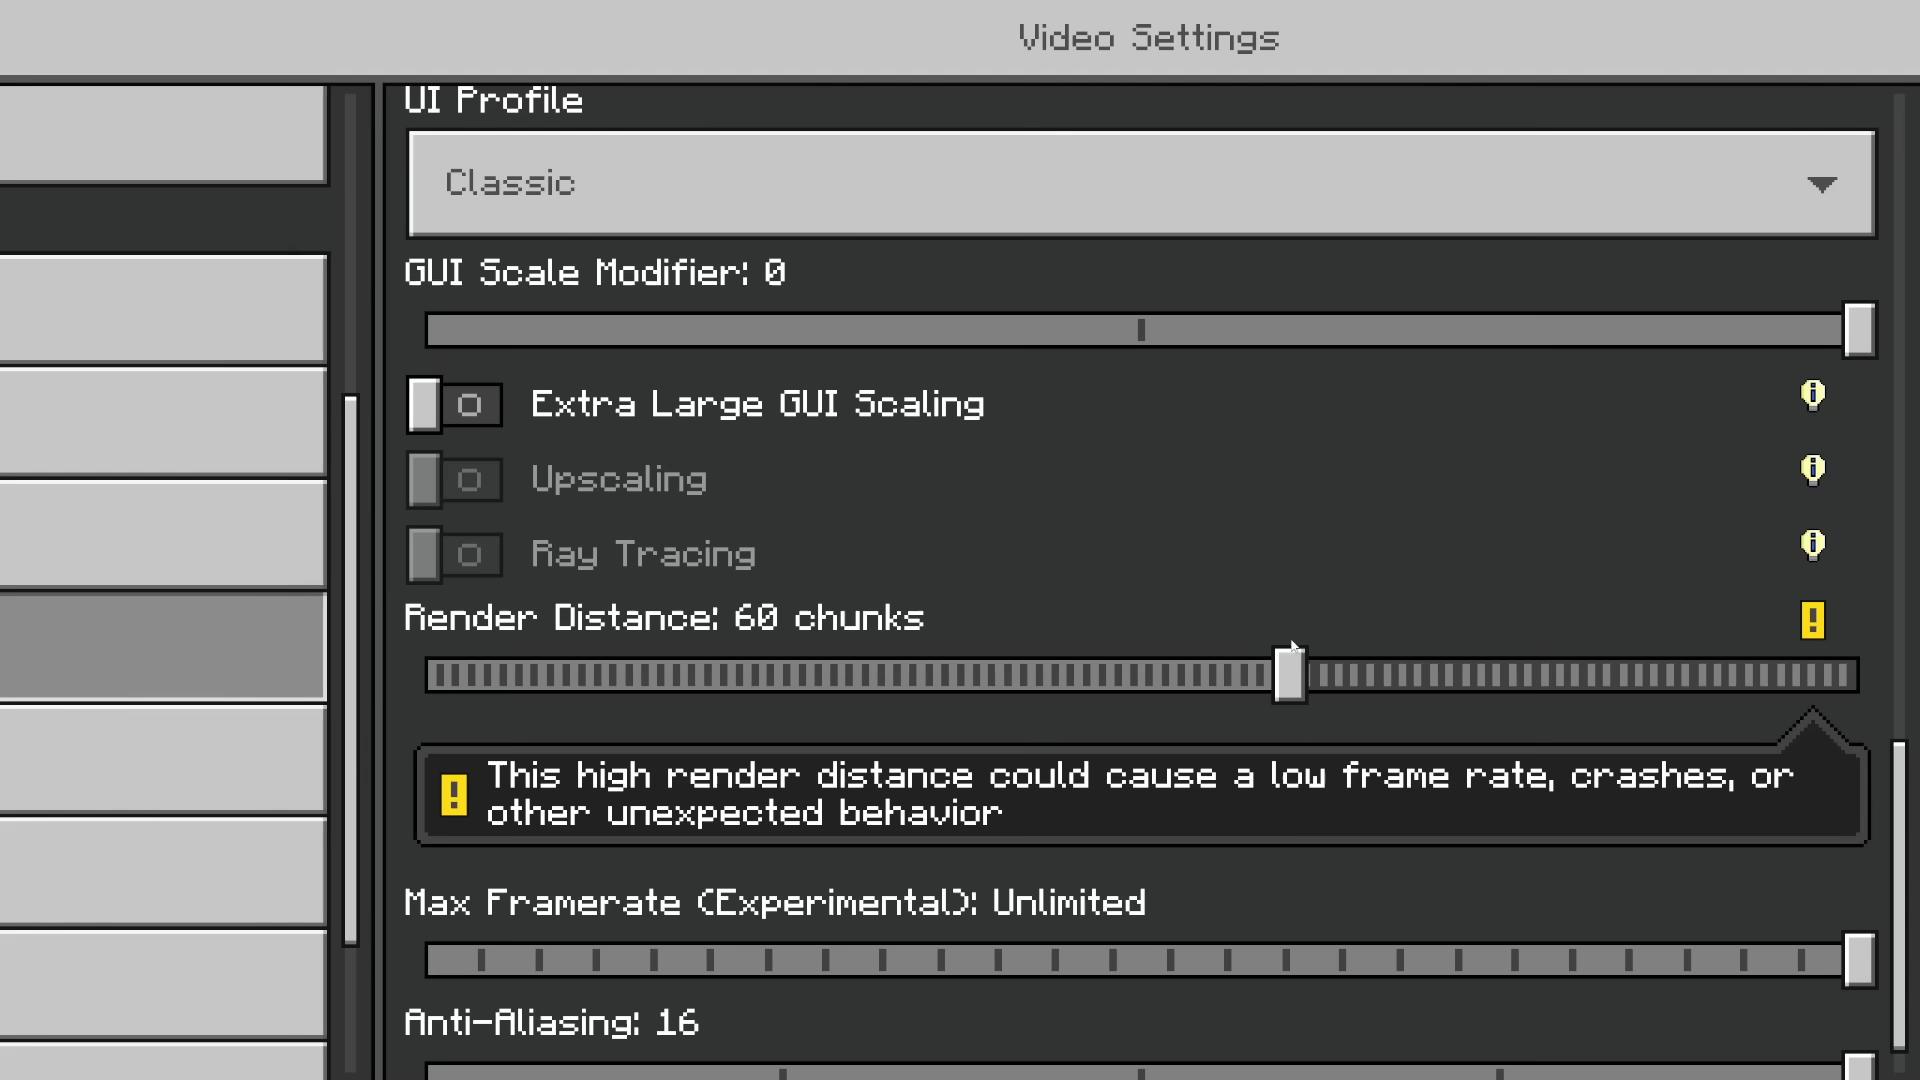 Video Settings
UI Profile
Classic
GUI Scale Modifier: 0
Extra Large GUI Scaling
Upscaling
Ray Tracing
Render Distance: 60 chunks
This high render distance could cause a low frame rate, crashes, or
other unexpected behavior
Max Framerate (Experimental): Unlimited
Anti-Aliasing: 16